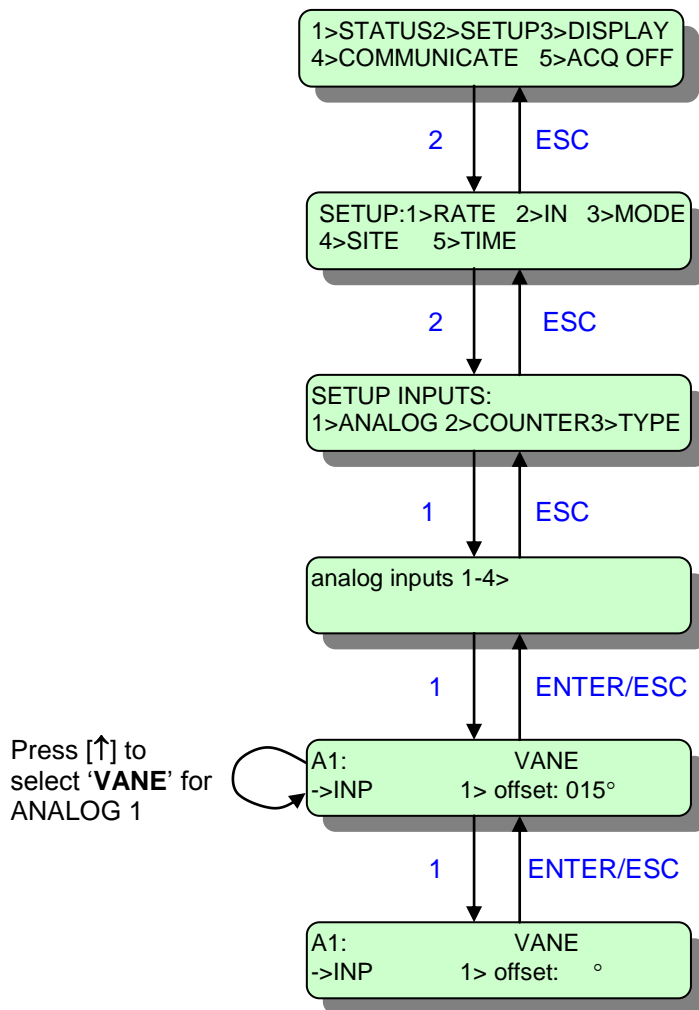 1>STATUS2>SETUP3>DISPLAY
4>COMMUNICATE 5>ACQ OFF
2 ESC
SETUP:1>RATE 2>IN 3>MODE
4>SITE 5>TIME
2 ESC
SETUP INPUTS:
1>ANALOG 2>COUNTER3>TYPE
1 ESC
analog inputs 1-4>
1 ENTER/ESC
Press [↑] to
select ‘VANE’ for
ANALOG 1
A1: VANE
->INP 1> offset: 015°
1 ENTER/ESC
A1: VANE
->INP 1> offset: °